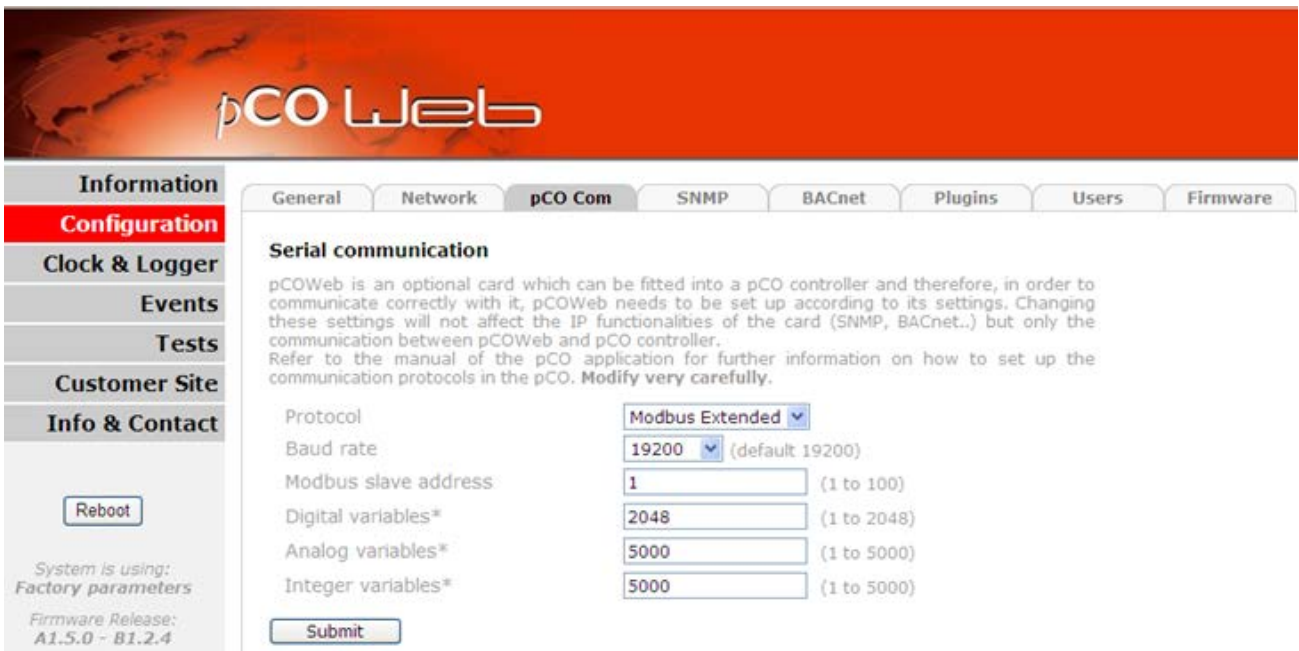 pCO Web
Information
Configuration
Clock & Logger
Events
Tests
Customer Site
Info & Contact
Reboot
System is using:
Factory parameters
Firmware Release:
A1.5.0 - B1.2.4
General Network pCO Com SNMP BACnet Plugins Users Firmware
Serial communication
pCOWeb is an optional card which can be fitted into a pCO controller and therefore, in order to
communicate correctly with it, pCOWeb needs to be set up according to its settings. Changing
these settings will not affect the IP functionalities of the card (SNMP, BACnet..) but only the
communication between pCOWeb and pCO controller.
Refer to the manual of the pCO application for further information on how to set up the
communication protocols in the pCO. Modify very carefully.
Protocol Modbus Extended
Baud rate 19200 (default 19200)
Modbus slave address 1 (1 to 100)
Digital variables* 2048 (1 to 2048)
Analog variables* 5000 (1 to 5000)
Integer variables* 5000 (1 to 5000)
Submit